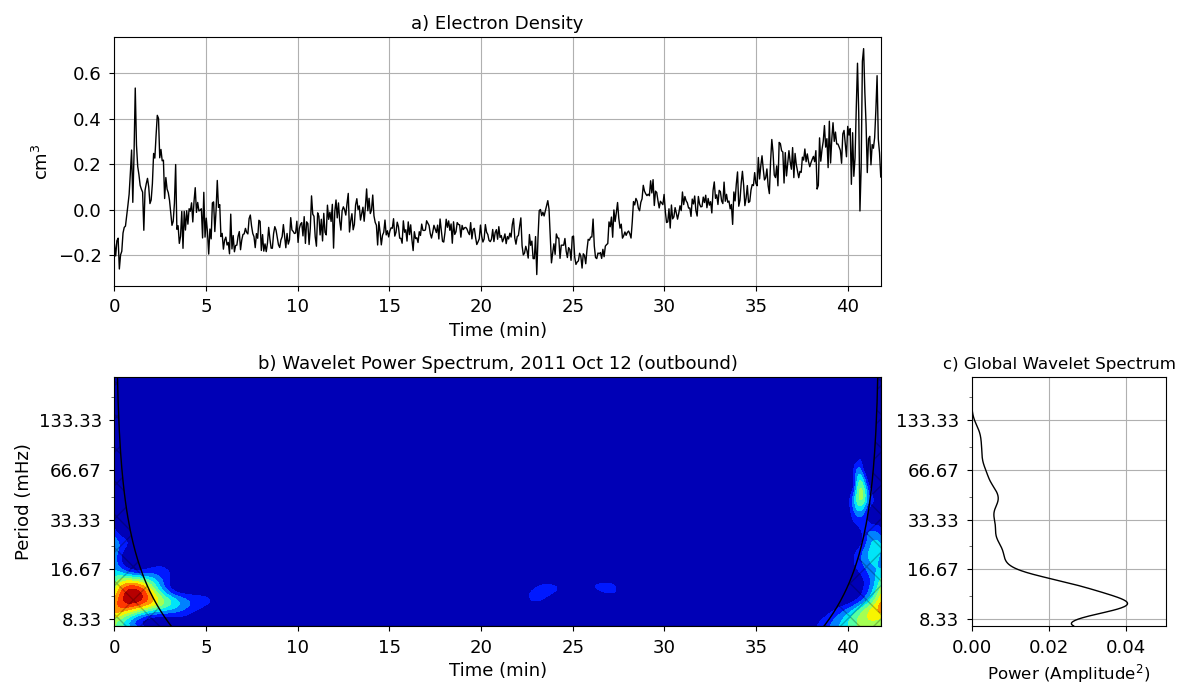 a) Electron Density
cm³
0.6
0.4
0.2
0.0
−0.2
0 5 10 15 20 25 30 35 40
Time (min)
b) Wavelet Power Spectrum, 2011 Oct 12 (outbound)
Period (mHz)
133.33
66.67
33.33
16.67
8.33
0 5 10 15 20 25 30 35 40
Time (min)
c) Global Wavelet Spectrum
133.33
66.67
33.33
16.67
8.33
0.00 0.02 0.04
Power (Amplitude²)